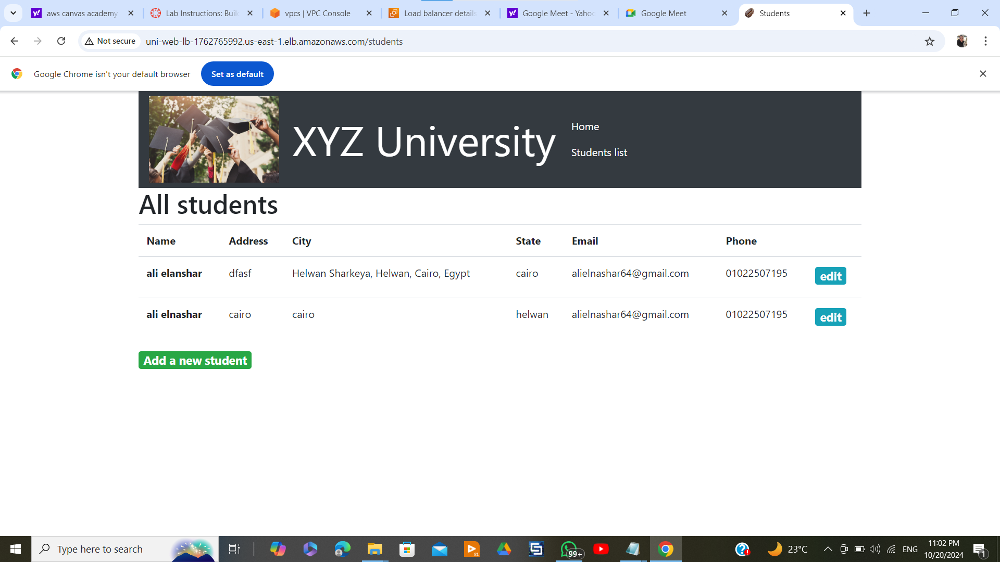 aws canvas academy
Lab Instructions: Buil
vpcs | VPC Console
Load balancer details
Google Meet - Yahoo
Google Meet
Students
Not secure
uni-web-lb-1762765992.us-east-1.elb.amazonaws.com/students
Google Chrome isn't your default browser
Set as default
XYZ University
Home
Students list
All students
Name Address City State Email Phone
ali elanshar dfasf Helwan Sharkeya, Helwan, Cairo, Egypt cairo alielnashar64@gmail.com 01022507195 edit
ali elnashar cairo cairo helwan alielnashar64@gmail.com 01022507195 edit
Add a new student
Type here to search
99+
23°C
ENG
11:02 PM
10/20/2024
1